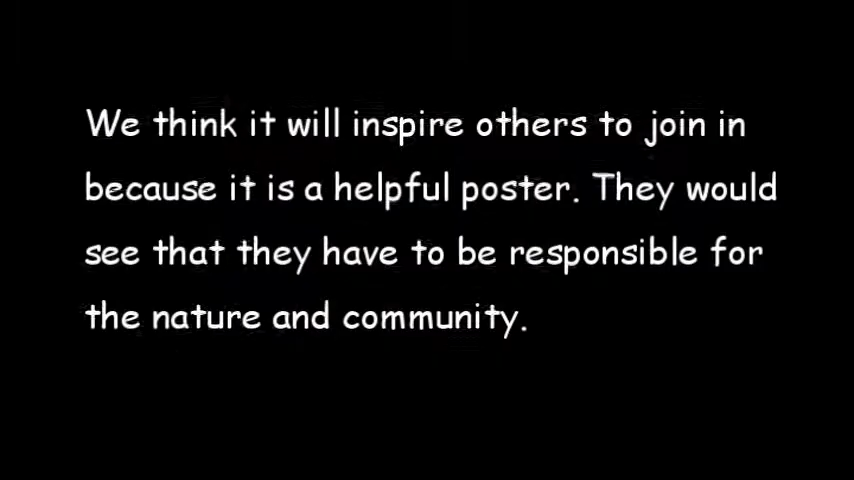 We think it will inspire others to join in
because it is a helpful poster. They would
see that they have to be responsible for
the nature and community.